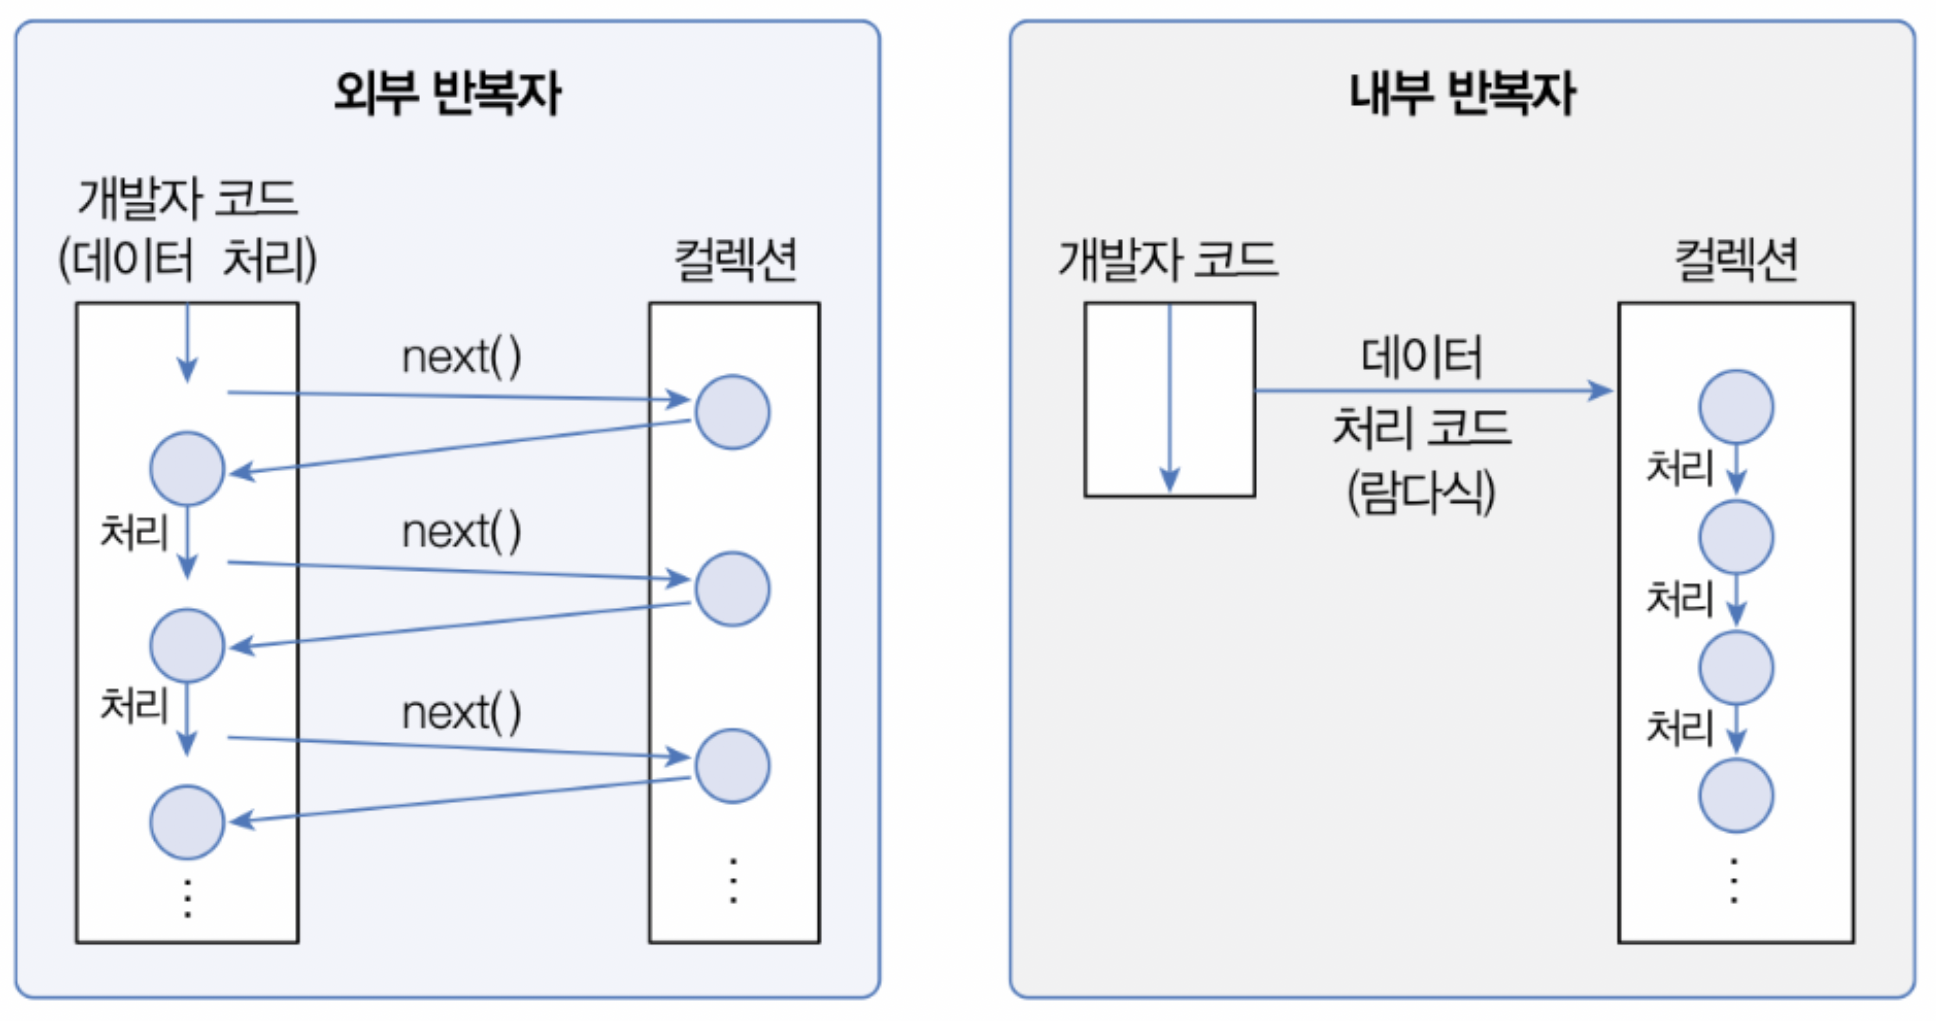 외부 반복자
개발자 코드
(데이터 처리)
컬렉션
next()
처리
next()
처리
next()
내부 반복자
개발자 코드
컬렉션
데이터
처리 코드
(람다식)
처리
처리
처리